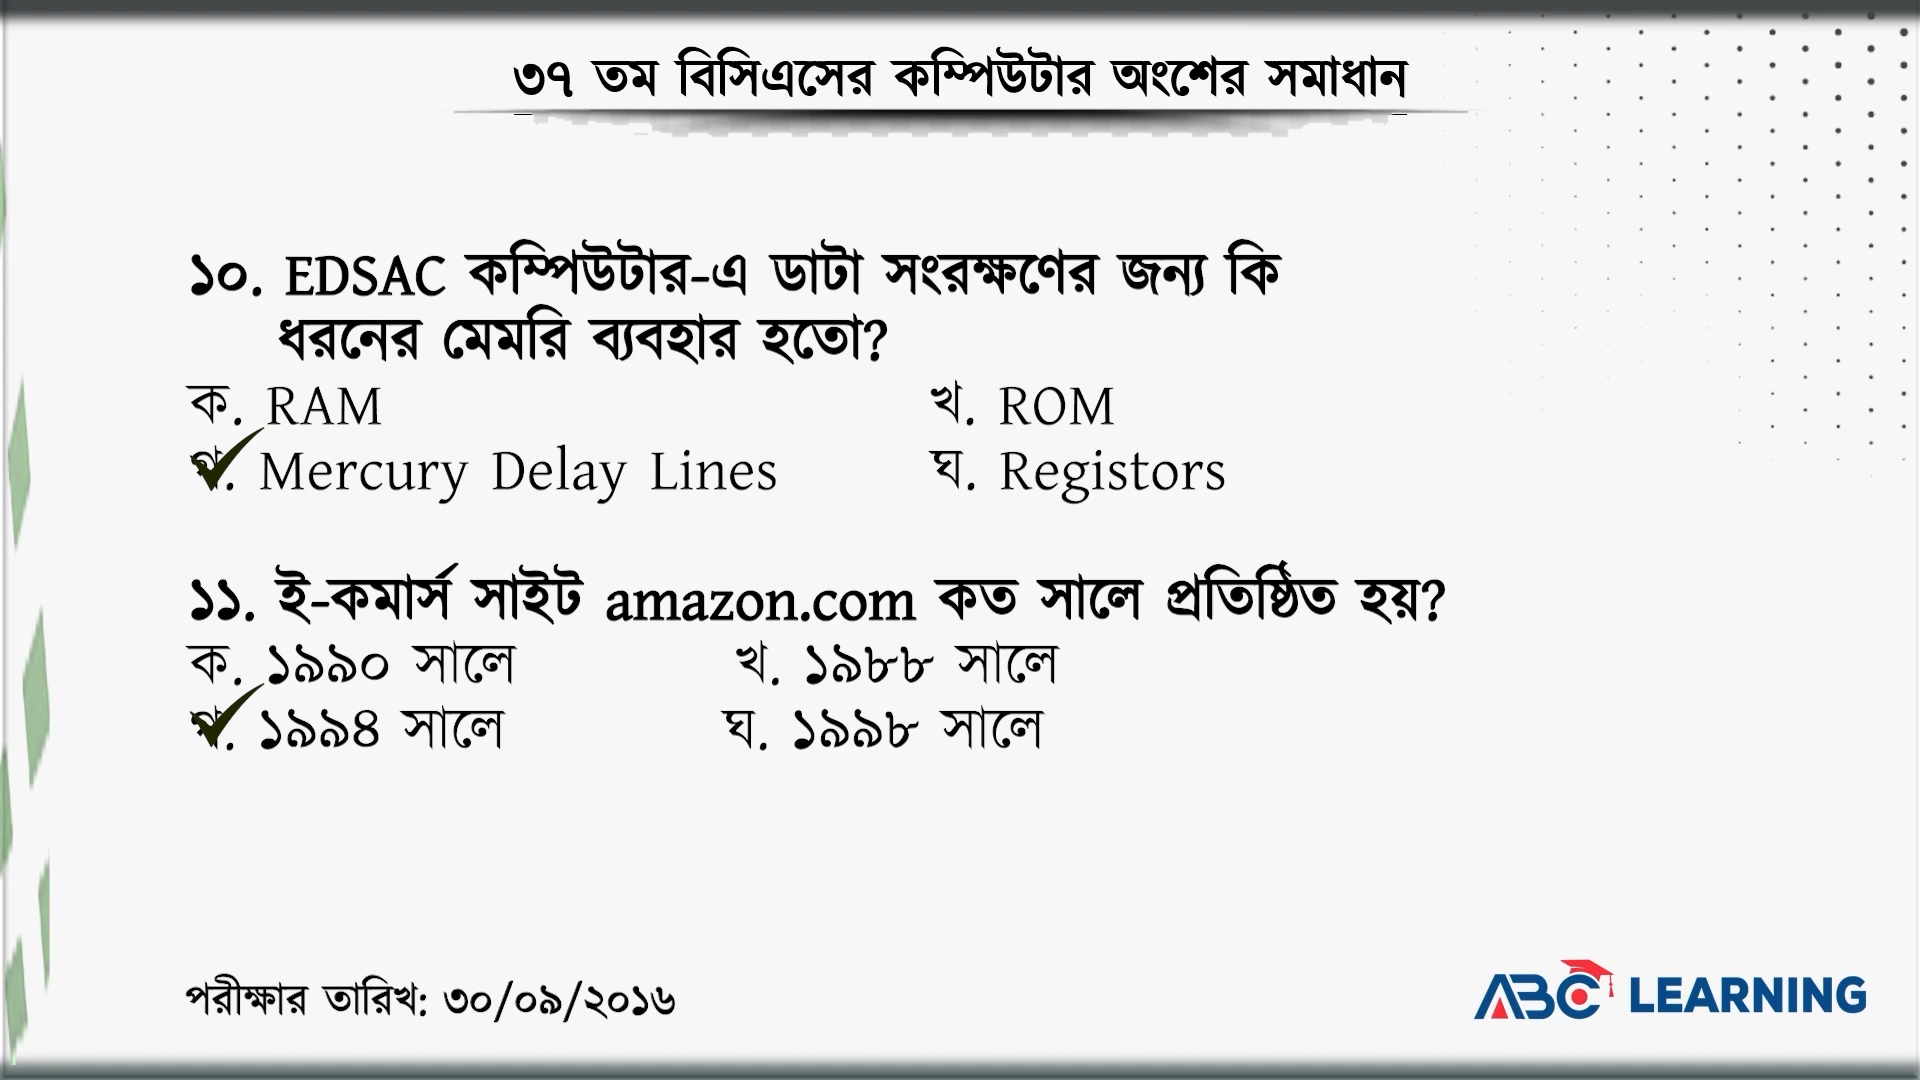 ৩৭ তম বিসিএসের কম্পিউটার অংশের সমাধান
১০. EDSAC কম্পিউটার-এ ডাটা সংরক্ষণের জন্য কি
ধরনের মেমরি ব্যবহার হতো?
ক. RAM খ. ROM
Mercury Delay Lines ঘ. Registors
১১. ই-কমার্স সাইট amazon.com কত সালে প্রতিষ্ঠিত হয়?
ক. ১৯৯০ সালে খ. ১৯৮৮ সালে
১৯৯৪ সালে ঘ. ১৯৯৮ সালে
পরীক্ষার তারিখ: ৩০/০৯/২০১৬
ABC LEARNING